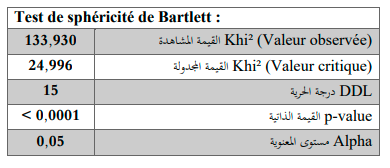 Test de sphéricité de Bartlett :
133,930 Khi² (Valeur observée) القيمة المشاهدة
24,996 Khi² (Valeur critique) القيمة المجدولة
15 DDL درجة الحرية
< 0,0001 p-value القيمة الذاتية
0,05 Alpha مستوى المعنوية